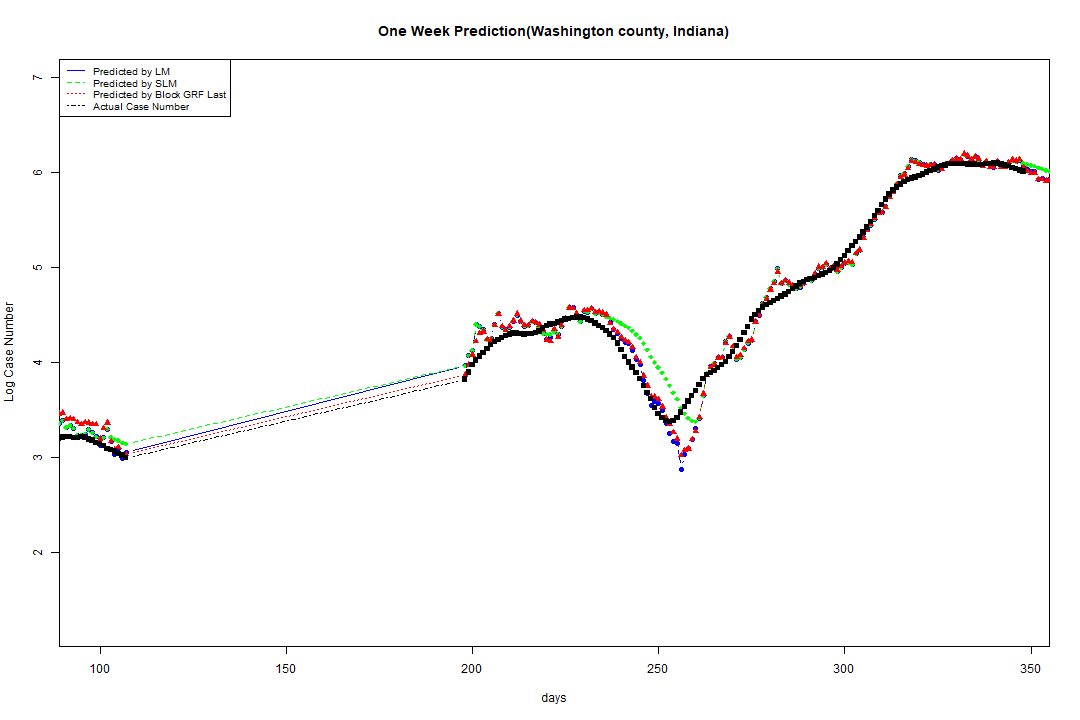 One Week Prediction(Washington county, Indiana)
Predicted by LM
Predicted by SLM
Predicted by Block GRF Last
Actual Case Number
7
6
5
4
3
2
Log Case Number
100 150 200 250 300 350
days